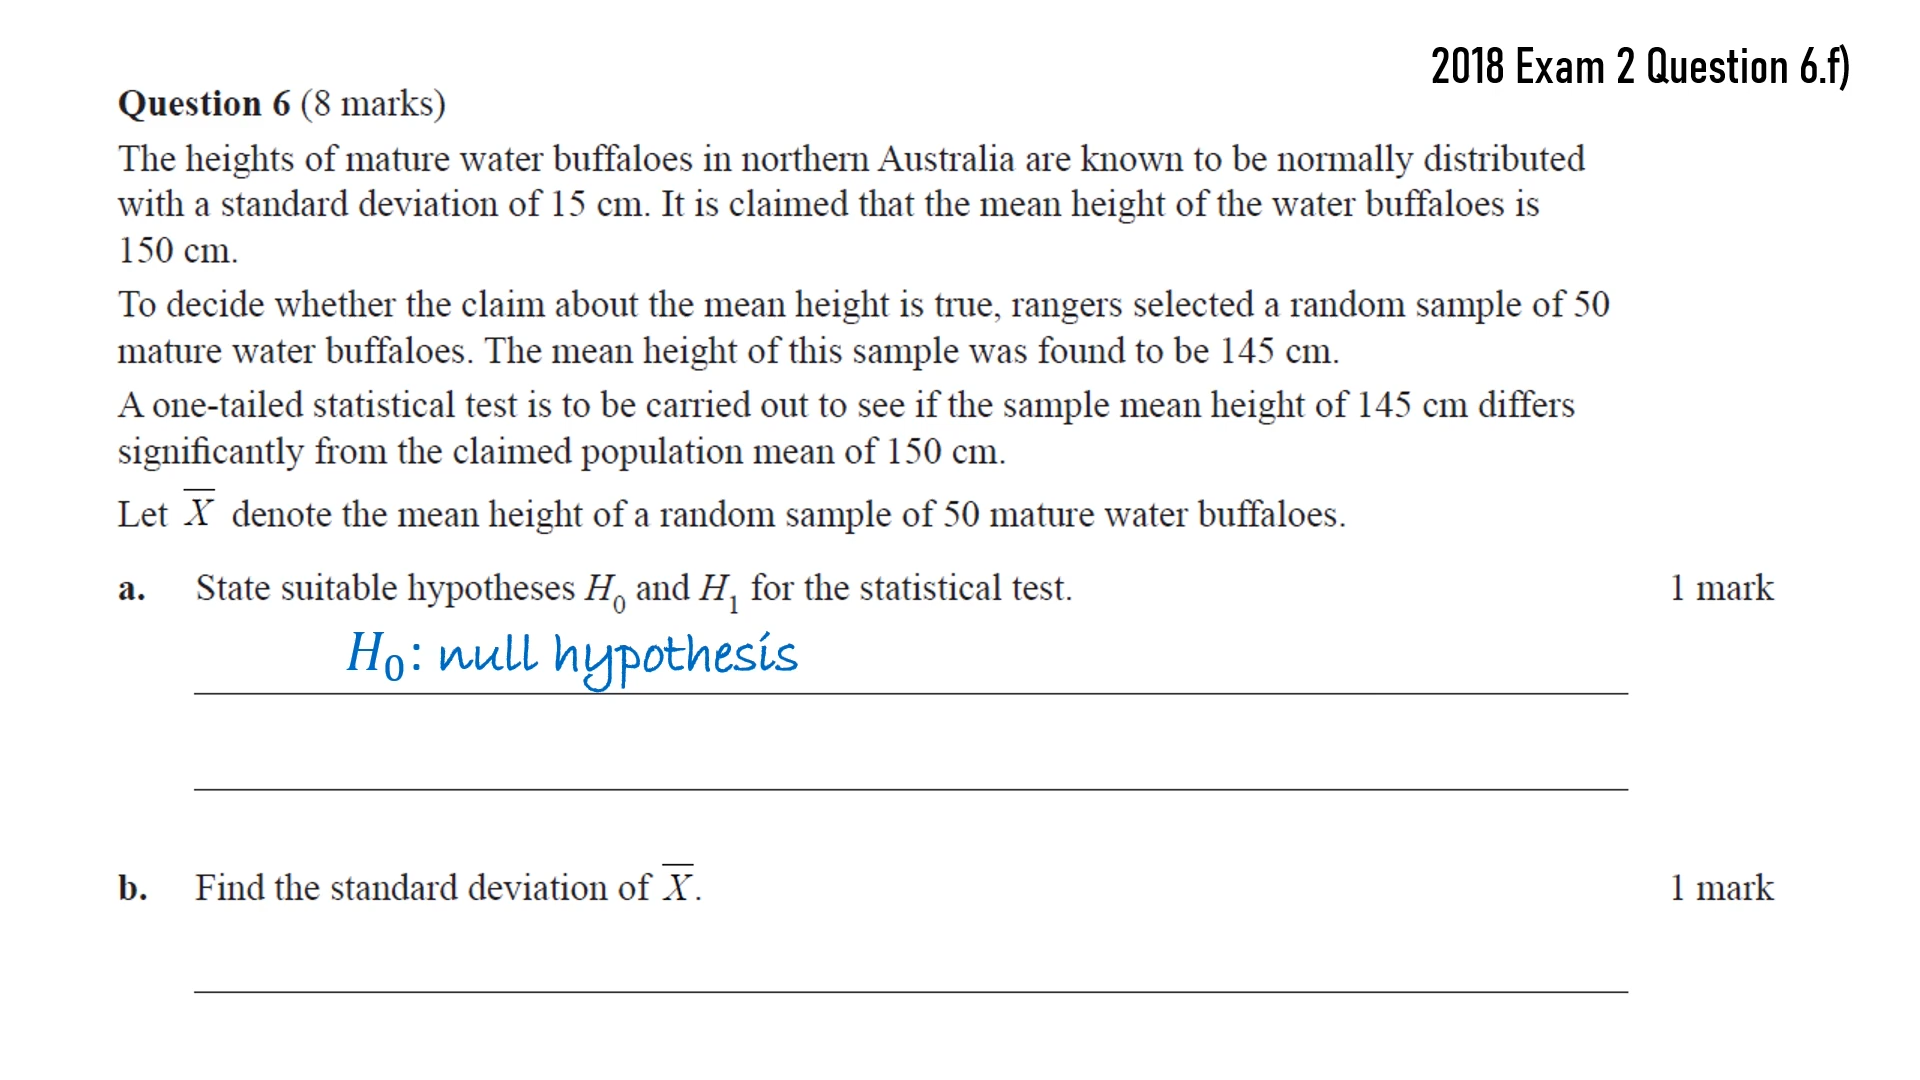 2018 Exam 2 Question 6.f)
Question 6 (8 marks)
The heights of mature water buffaloes in northern Australia are known to be normally distributed
with a standard deviation of 15 cm. It is claimed that the mean height of the water buffaloes is
150 cm.
To decide whether the claim about the mean height is true, rangers selected a random sample of 50
mature water buffaloes. The mean height of this sample was found to be 145 cm.
A one-tailed statistical test is to be carried out to see if the sample mean height of 145 cm differs
significantly from the claimed population mean of 150 cm.
Let X̅ denote the mean height of a random sample of 50 mature water buffaloes.
a. State suitable hypotheses H₀ and H₁ for the statistical test. 1 mark
H₀: null hypothesis
b. Find the standard deviation of X̅. 1 mark